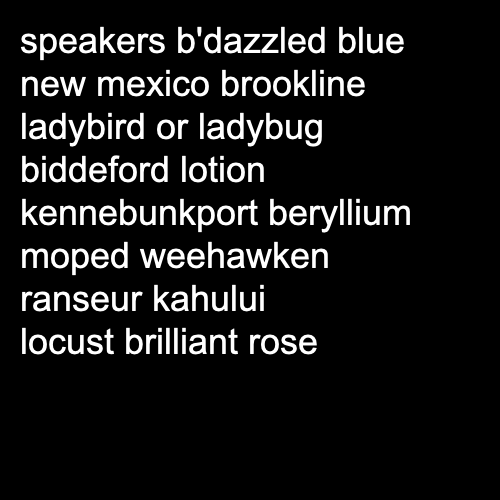 speakers b'dazzled blue
new mexico brookline
ladybird or ladybug
biddeford lotion
kennebunkport beryllium
moped weehawken
ranseur kahului
locust brilliant rose